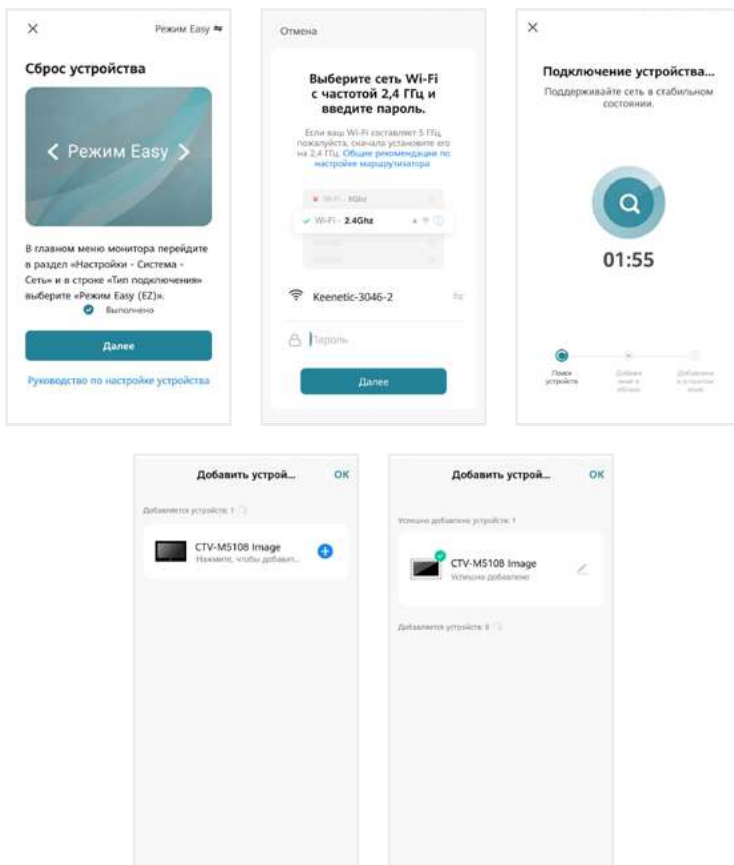 Режим Easy
Сброс устройства
Режим Easy
В главном меню монитора перейдите
в раздел «Настройки - Система -
Сеть» и в строке «Тип подключения»
выберите «Режим Easy (EZ)».
Выполнено
Далее
Руководство по настройке устройства
Отмена
Выберите сеть Wi-Fi
с частотой 2,4 ГГц и
введите пароль.
Если ваш Wi-Fi составляет 5 ГГц,
пожалуйста, сначала установите его
на 2,4 ГГц. Общие рекомендации по
настройке маршрутизатора
Wi-Fi - 5Ghz
Wi-Fi - 2.4Ghz
Keenetic-3046-2
Пароль
Далее
Подключение устройства...
Поддерживайте сеть в стабильном
состоянии.
01:55
Поиск
устройств
Добавить устрой...
OK
Добавляется устройств: 1
CTV-M5108 Image
Нажмите, чтобы добавит...
Добавить устрой...
OK
Успешно добавлено устройств: 1
CTV-M5108 Image
Успешно добавлено
Добавляется устройств: 0